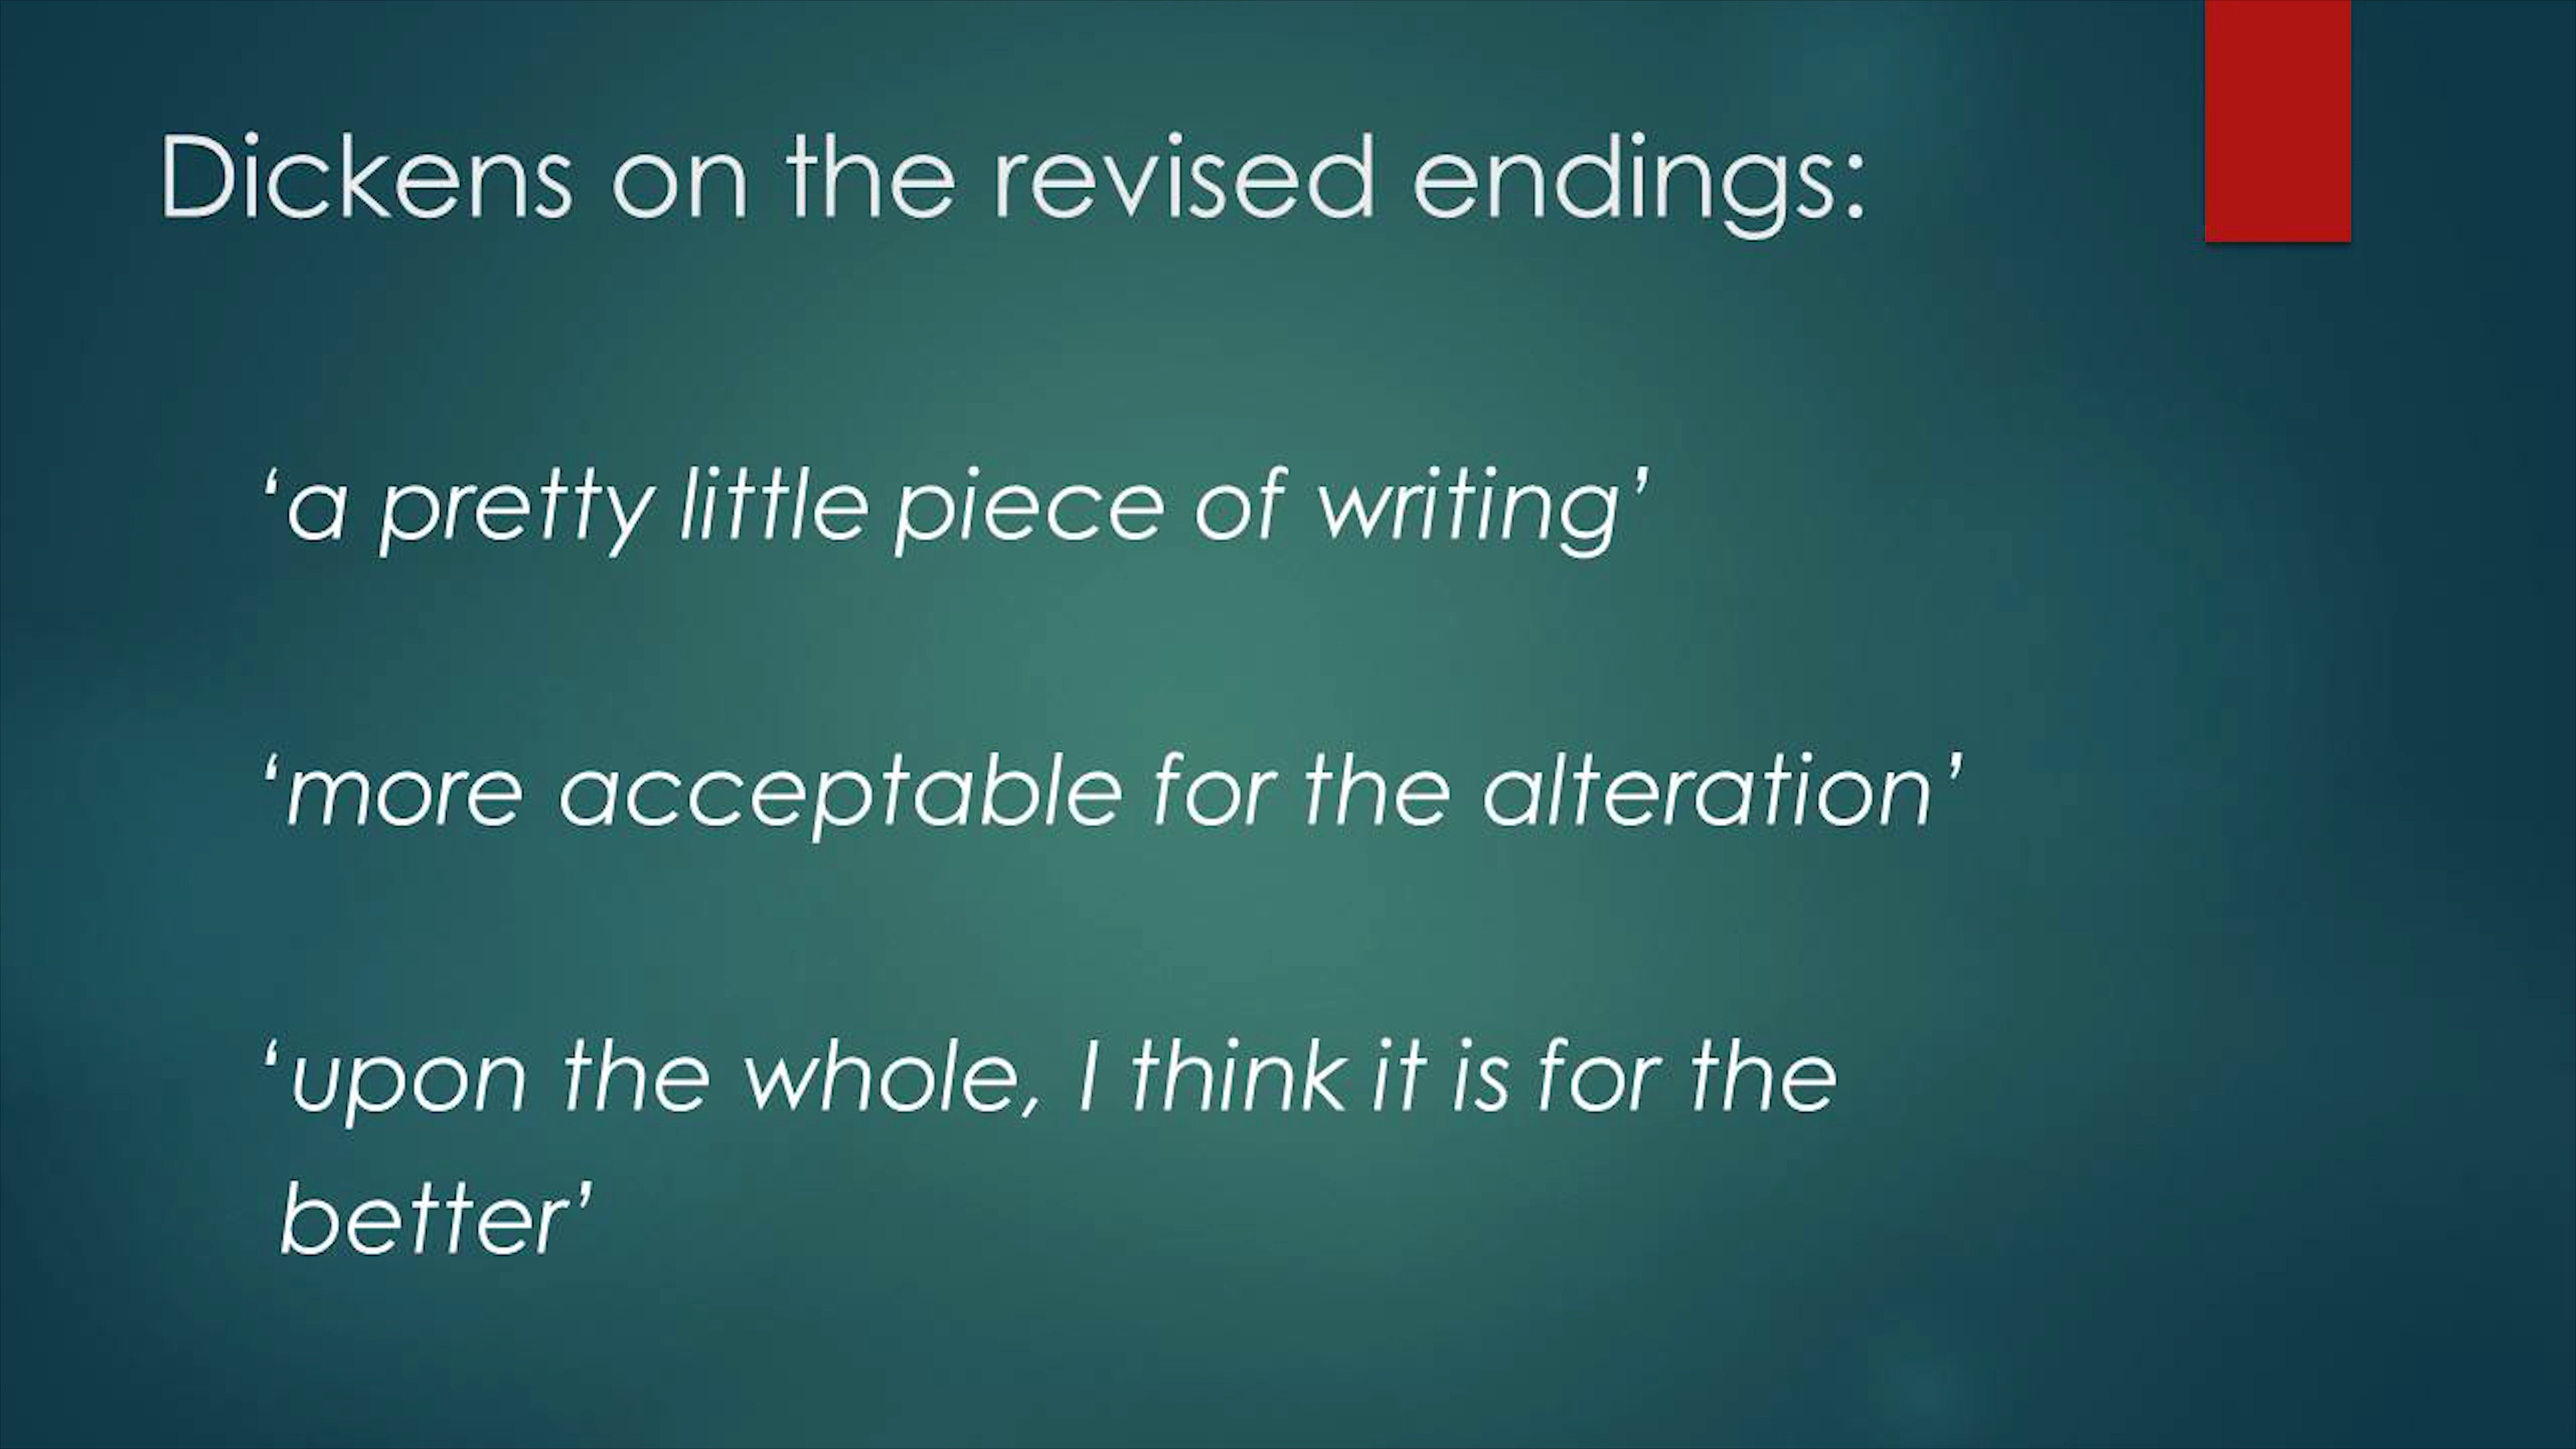 Dickens on the revised endings:
‘a pretty little piece of writing’
‘more acceptable for the alteration’
‘upon the whole, I think it is for the
better’